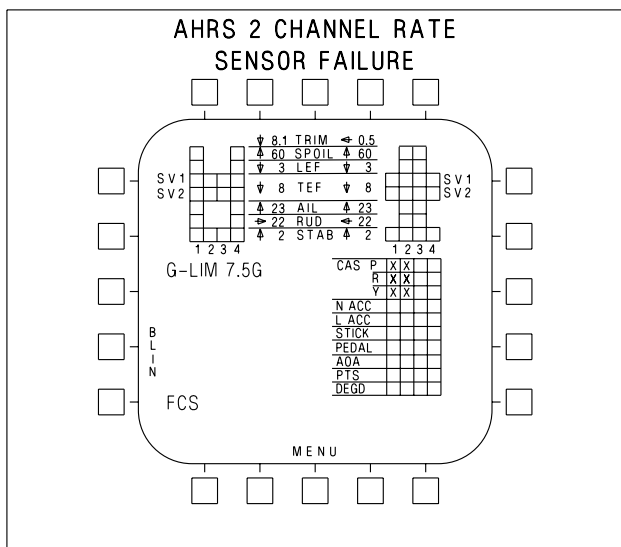 AHRS 2 CHANNEL RATE
SENSOR FAILURE
8.1 TRIM 0.5
60 SPOIL 60
3 LEF 3
SV1 SV1
SV2 8 TEF 8 SV2
23 AIL 23
22 RUD 22
2 STAB 2
1 2 3 4 1 2 3 4
G-LIM 7.5G
CAS P X X
R X X
Y X X
N ACC
L ACC
STICK
PEDAL
AOA
PTS
DEGD
BLIN
FCS
MENU